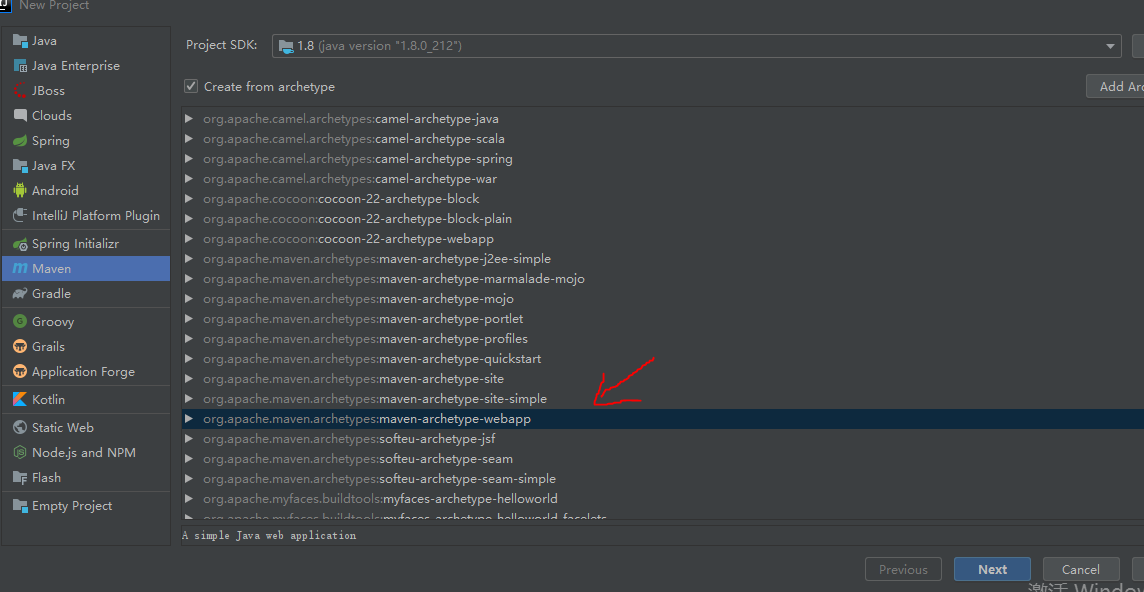 New Project
Java
Java Enterprise
JBoss
Clouds
Spring
Java FX
Android
IntelliJ Platform Plugin
Spring Initializr
Maven
Gradle
Groovy
Grails
Application Forge
Kotlin
Static Web
Node.js and NPM
Flash
Empty Project
Project SDK: 1.8 (java version "1.8.0_212")
Create from archetype
Add Arc
org.apache.camel.archetypes:camel-archetype-java
org.apache.camel.archetypes:camel-archetype-scala
org.apache.camel.archetypes:camel-archetype-spring
org.apache.camel.archetypes:camel-archetype-war
org.apache.cocoon:cocoon-22-archetype-block
org.apache.cocoon:cocoon-22-archetype-block-plain
org.apache.cocoon:cocoon-22-archetype-webapp
org.apache.maven.archetypes:maven-archetype-j2ee-simple
org.apache.maven.archetypes:maven-archetype-marmalade-mojo
org.apache.maven.archetypes:maven-archetype-mojo
org.apache.maven.archetypes:maven-archetype-portlet
org.apache.maven.archetypes:maven-archetype-profiles
org.apache.maven.archetypes:maven-archetype-quickstart
org.apache.maven.archetypes:maven-archetype-site
org.apache.maven.archetypes:maven-archetype-site-simple
org.apache.maven.archetypes:maven-archetype-webapp
org.apache.maven.archetypes:softeu-archetype-jsf
org.apache.maven.archetypes:softeu-archetype-seam
org.apache.maven.archetypes:softeu-archetype-seam-simple
org.apache.myfaces.buildtools:myfaces-archetype-helloworld
org.apache.myfaces.buildtools:myfaces-archetype-helloworld-facelets
A simple Java web application
Previous
Next
Cancel
激活 Window